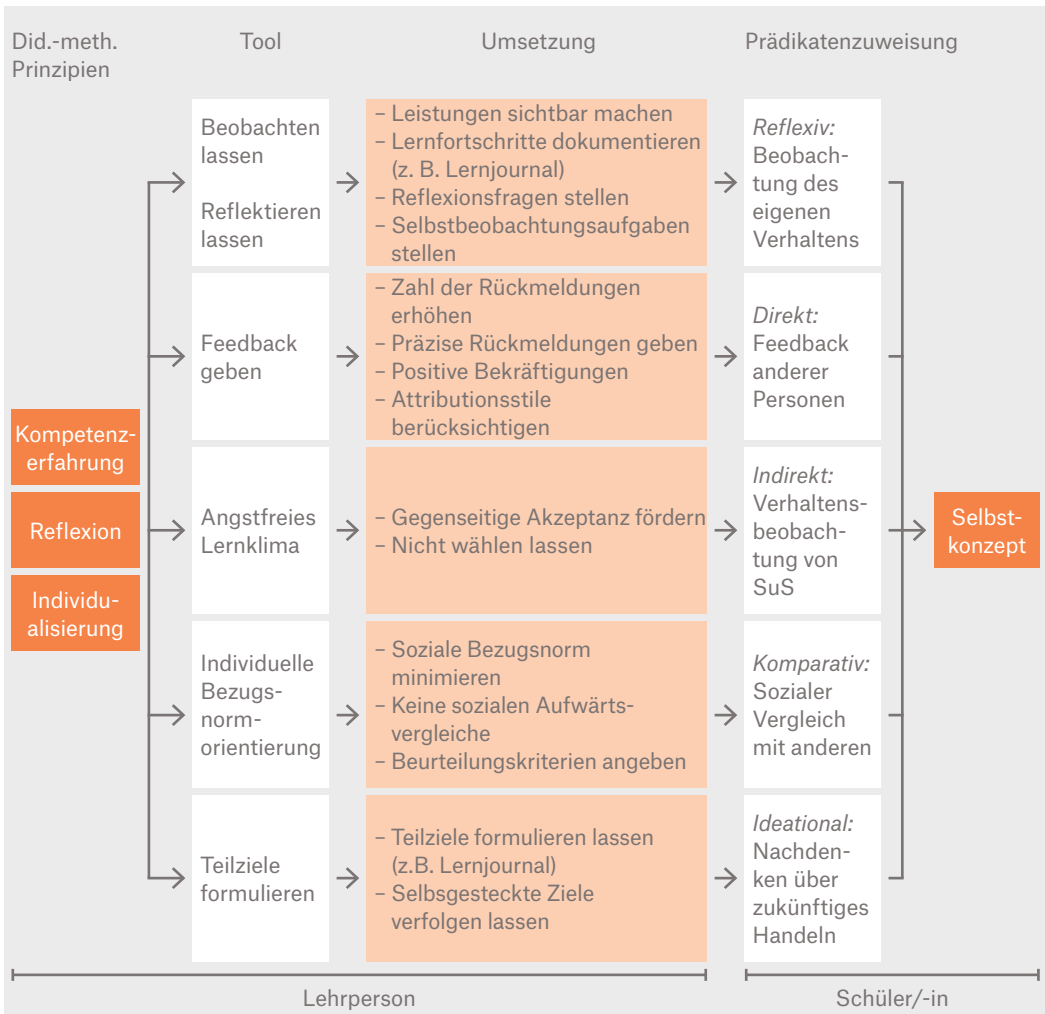 Did.-meth.
Prinzipien
Tool
Umsetzung
Prädikatenzuweisung
Kompetenz-
erfahrung
Reflexion
Individu-
alisierung
Beobachten
lassen
Reflektieren
lassen
– Leistungen sichtbar machen
– Lernfortschritte dokumentieren
(z. B. Lernjournal)
– Reflexionsfragen stellen
– Selbstbeobachtungsaufgaben
stellen
Reflexiv:
Beobach-
tung des
eigenen
Verhaltens
Feedback
geben
– Zahl der Rückmeldungen
erhöhen
– Präzise Rückmeldungen geben
– Positive Bekräftigungen
– Attributionsstile
berücksichtigen
Direkt:
Feedback
anderer
Personen
Angstfreies
Lernklima
– Gegenseitige Akzeptanz fördern
– Nicht wählen lassen
Indirekt:
Verhaltens-
beobach-
tung von
SuS
Individuelle
Bezugs-
norm-
orientierung
– Soziale Bezugsnorm
minimieren
– Keine sozialen Aufwärts-
vergleiche
– Beurteilungskriterien angeben
Komparativ:
Sozialer
Vergleich
mit anderen
Teilziele
formulieren
– Teilziele formulieren lassen
(z.B. Lernjournal)
– Selbsgesteckte Ziele
verfolgen lassen
Ideational:
Nachden-
ken über
zukünftiges
Handeln
Selbst-
konzept
Lehrperson
Schüler/-in